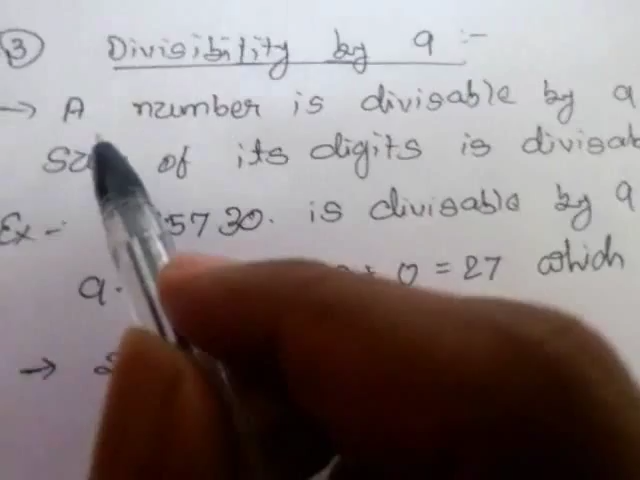 3 Divisibility by 9 :-
→ A number is divisable by 9
of its digits is
Ex -: 5730. is divisable by 9
9. + 0 = 27 which
→